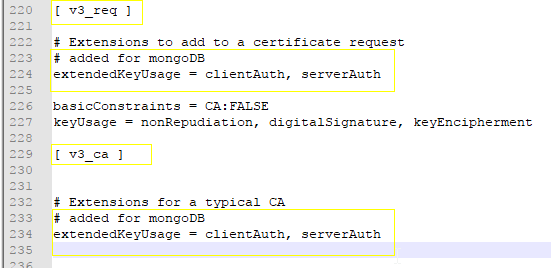 220 [ v3_req ]
221
222 # Extensions to add to a certificate request
223 # added for mongoDB
224 extendedKeyUsage = clientAuth, serverAuth
225
226 basicConstraints = CA:FALSE
227 keyUsage = nonRepudiation, digitalSignature, keyEncipherment
228
229 [ v3_ca ]
230
231
232 # Extensions for a typical CA
233 # added for mongoDB
234 extendedKeyUsage = clientAuth, serverAuth
235
236